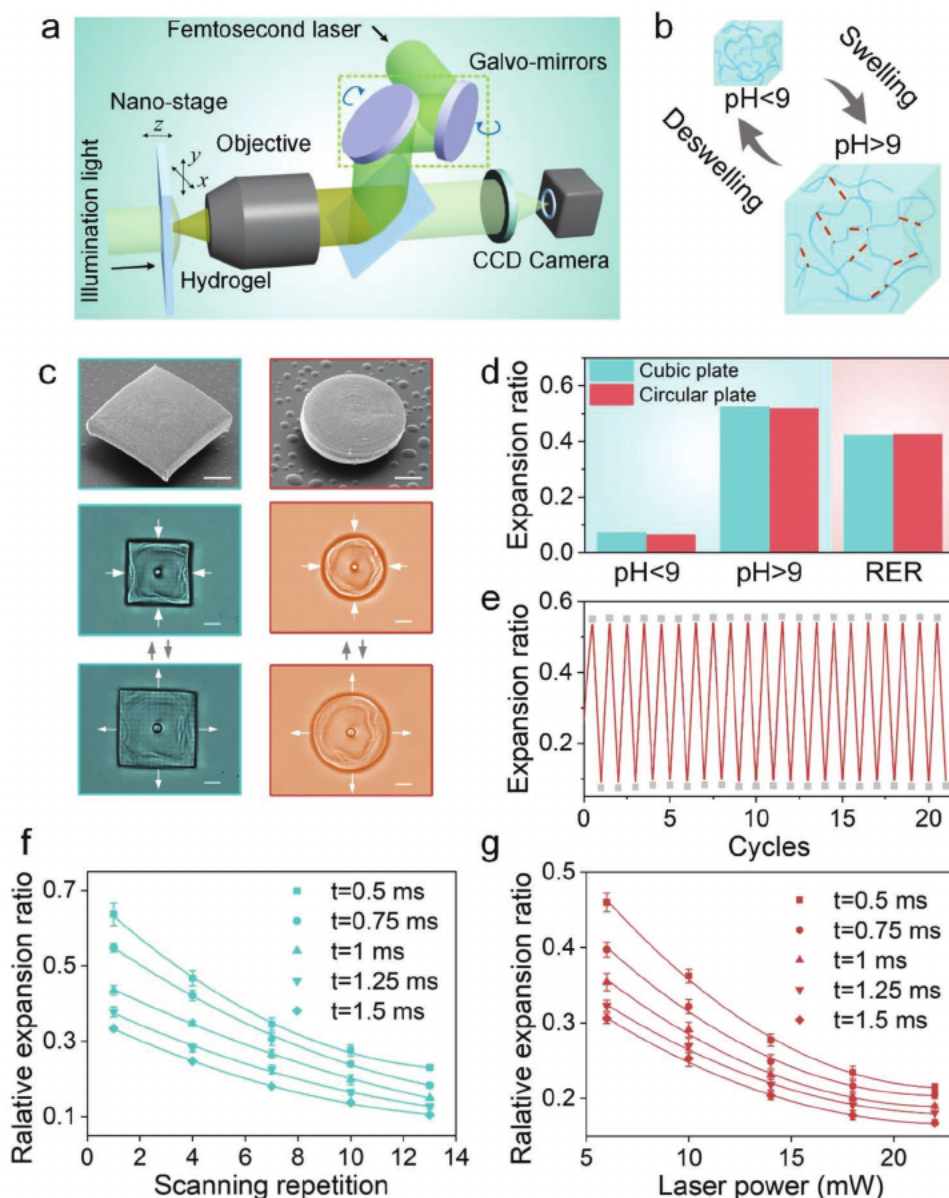 a
Femtosecond laser
Galvo-mirrors
Nano-stage
z
y
x
Objective
Illumination light
Hydrogel
CCD Camera
b
pH<9
Swelling
Deswelling
pH>9
c
d
Expansion ratio
0.6
0.4
0.2
0.0
Cubic plate
Circular plate
pH<9
pH>9
RER
e
Expansion ratio
0.6
0.4
0.2
0
5
10
15
20
Cycles
f
Ralative expansion ratio
0.7
0.5
0.3
0.1
t=0.5 ms
t=0.75 ms
t=1 ms
t=1.25 ms
t=1.5 ms
0
2
4
6
8
10
12
14
Scanning repetition
g
Ralative expansion ratio
0.5
0.4
0.3
0.2
t=0.5 ms
t=0.75 ms
t=1 ms
t=1.25 ms
t=1.5 ms
5
10
15
20
Laser power (mW)